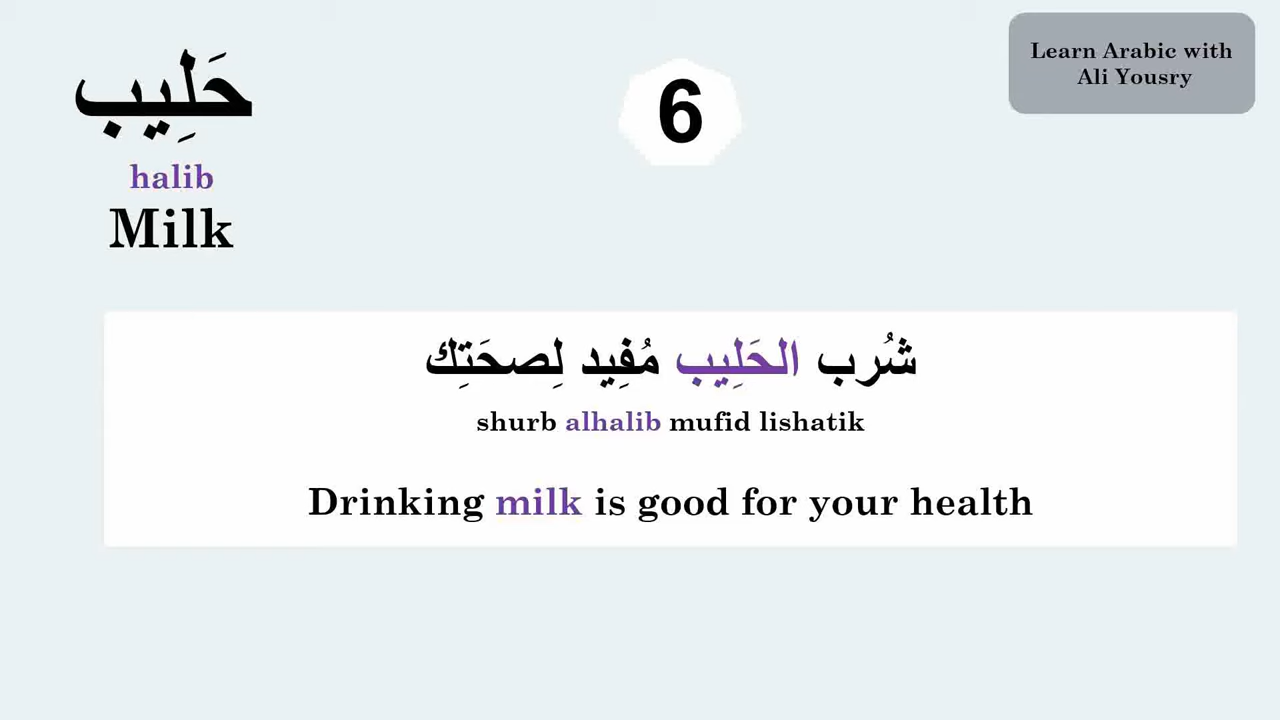 حَلِيب
halib
Milk
6
Learn Arabic with
Ali Yousry
شُرب الحَلِيب مُفِيد لِصحَتِك
shurb alhalib mufid lishatik
Drinking milk is good for your health